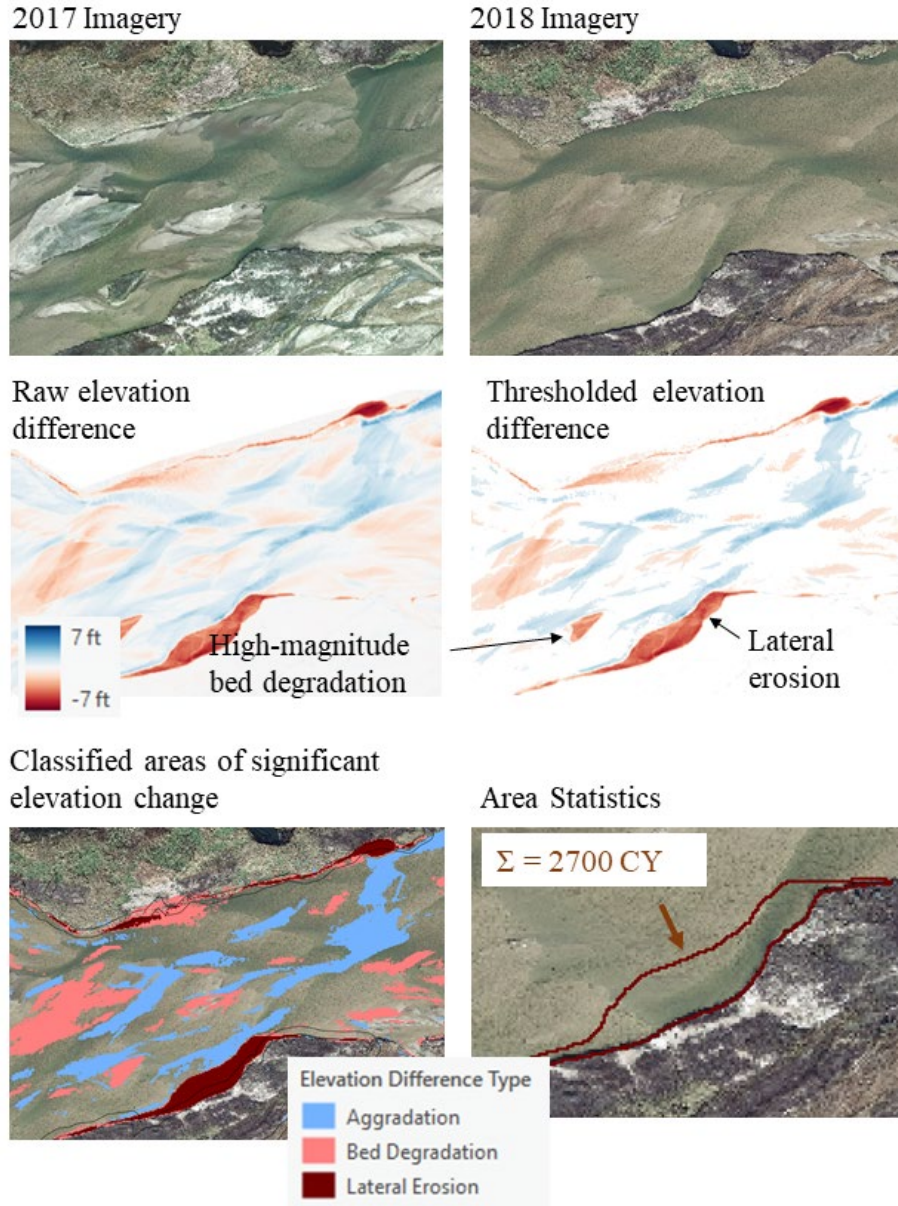 2017 Imagery
2018 Imagery
Raw elevation
difference
Thresholded elevation
difference
7 ft
-7 ft
High-magnitude
bed degradation
Lateral
erosion
Classified areas of significant
elevation change
Area Statistics
Σ = 2700 CY
Elevation Difference Type
Aggradation
Bed Degradation
Lateral Erosion